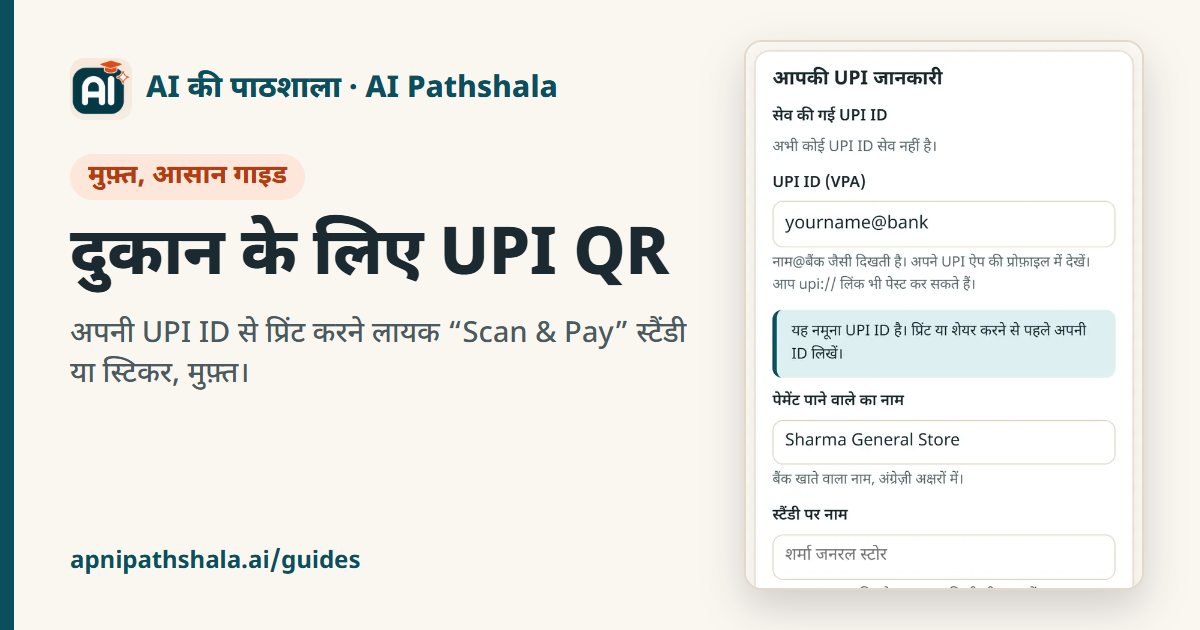 AI
AI की पाठशाला · AI Pathshala
मुफ़्त, आसान गाइड
दुकान के लिए UPI QR
अपनी UPI ID से प्रिंट करने लायक “Scan & Pay” स्टैंडी
या स्टिकर, मुफ़्त।
apnipathshala.ai/guides
आपकी UPI जानकारी
सेव की गई UPI ID
अभी कोई UPI ID सेव नहीं है।
UPI ID (VPA)
yourname@bank
नाम@बैंक जैसी दिखती है। अपने UPI ऐप की प्रोफ़ाइल में देखें।
आप upi:// लिंक भी पेस्ट कर सकते हैं।
यह नमूना UPI ID है। प्रिंट या शेयर करने से पहले अपनी
ID लिखें।
पेमेंट पाने वाले का नाम
Sharma General Store
बैंक खाते वाला नाम, अंग्रेज़ी अक्षरों में।
स्टैंडी पर नाम
शर्मा जनरल स्टोर